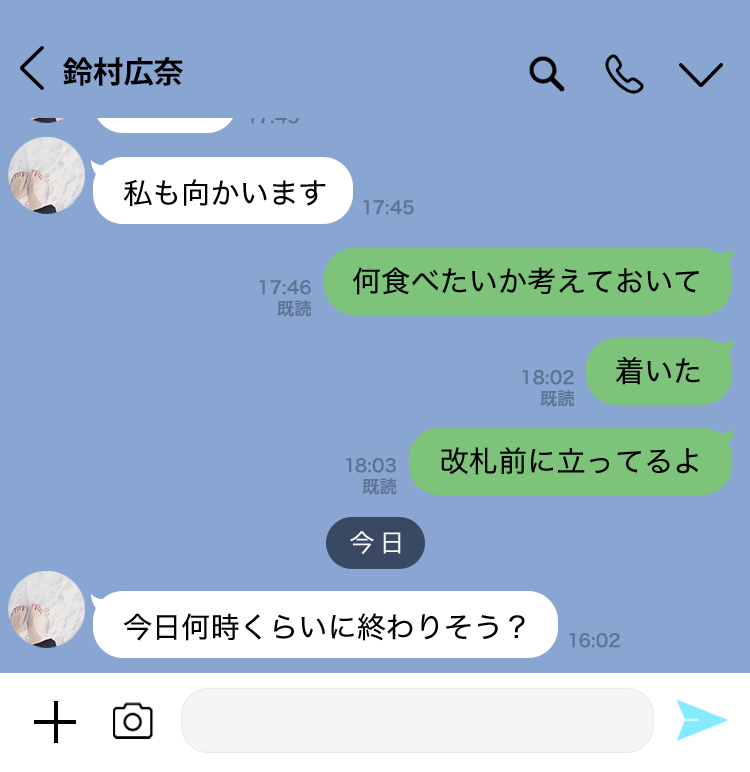 鈴村広奈
私も向かいます
17:45
何食べたいか考えておいて
17:46
既読
着いた
18:02
既読
改札前に立ってるよ
18:03
既読
今日
今日何時くらいに終わりそう？
16:02